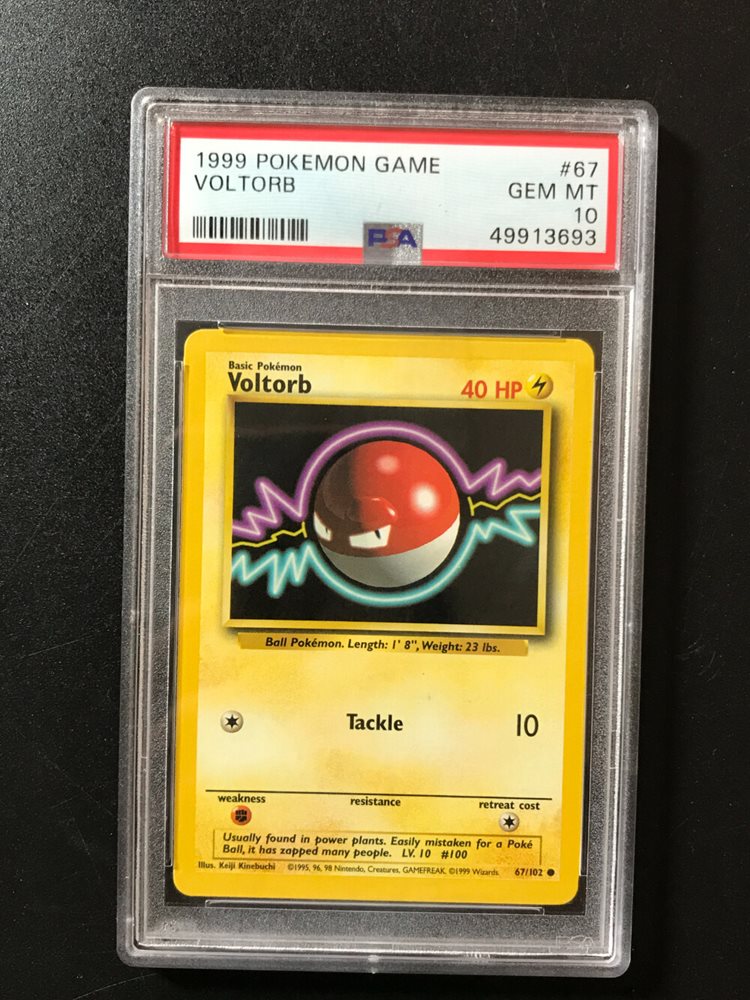 1999 POKEMON GAME #67
VOLTORB GEM MT
10
PSA 49913693
Basic Pokémon
Voltorb 40 HP
Ball Pokémon. Length: 1' 8", Weight: 23 lbs.
Tackle 10
weakness resistance retreat cost
Usually found in power plants. Easily mistaken for a Poké
Ball, it has zapped many people. LV. 10 #100
Illus. Keiji Kinebuchi ©1995, 96, 98 Nintendo, Creatures, GAMEFREAK. ©1999 Wizards. 67/102